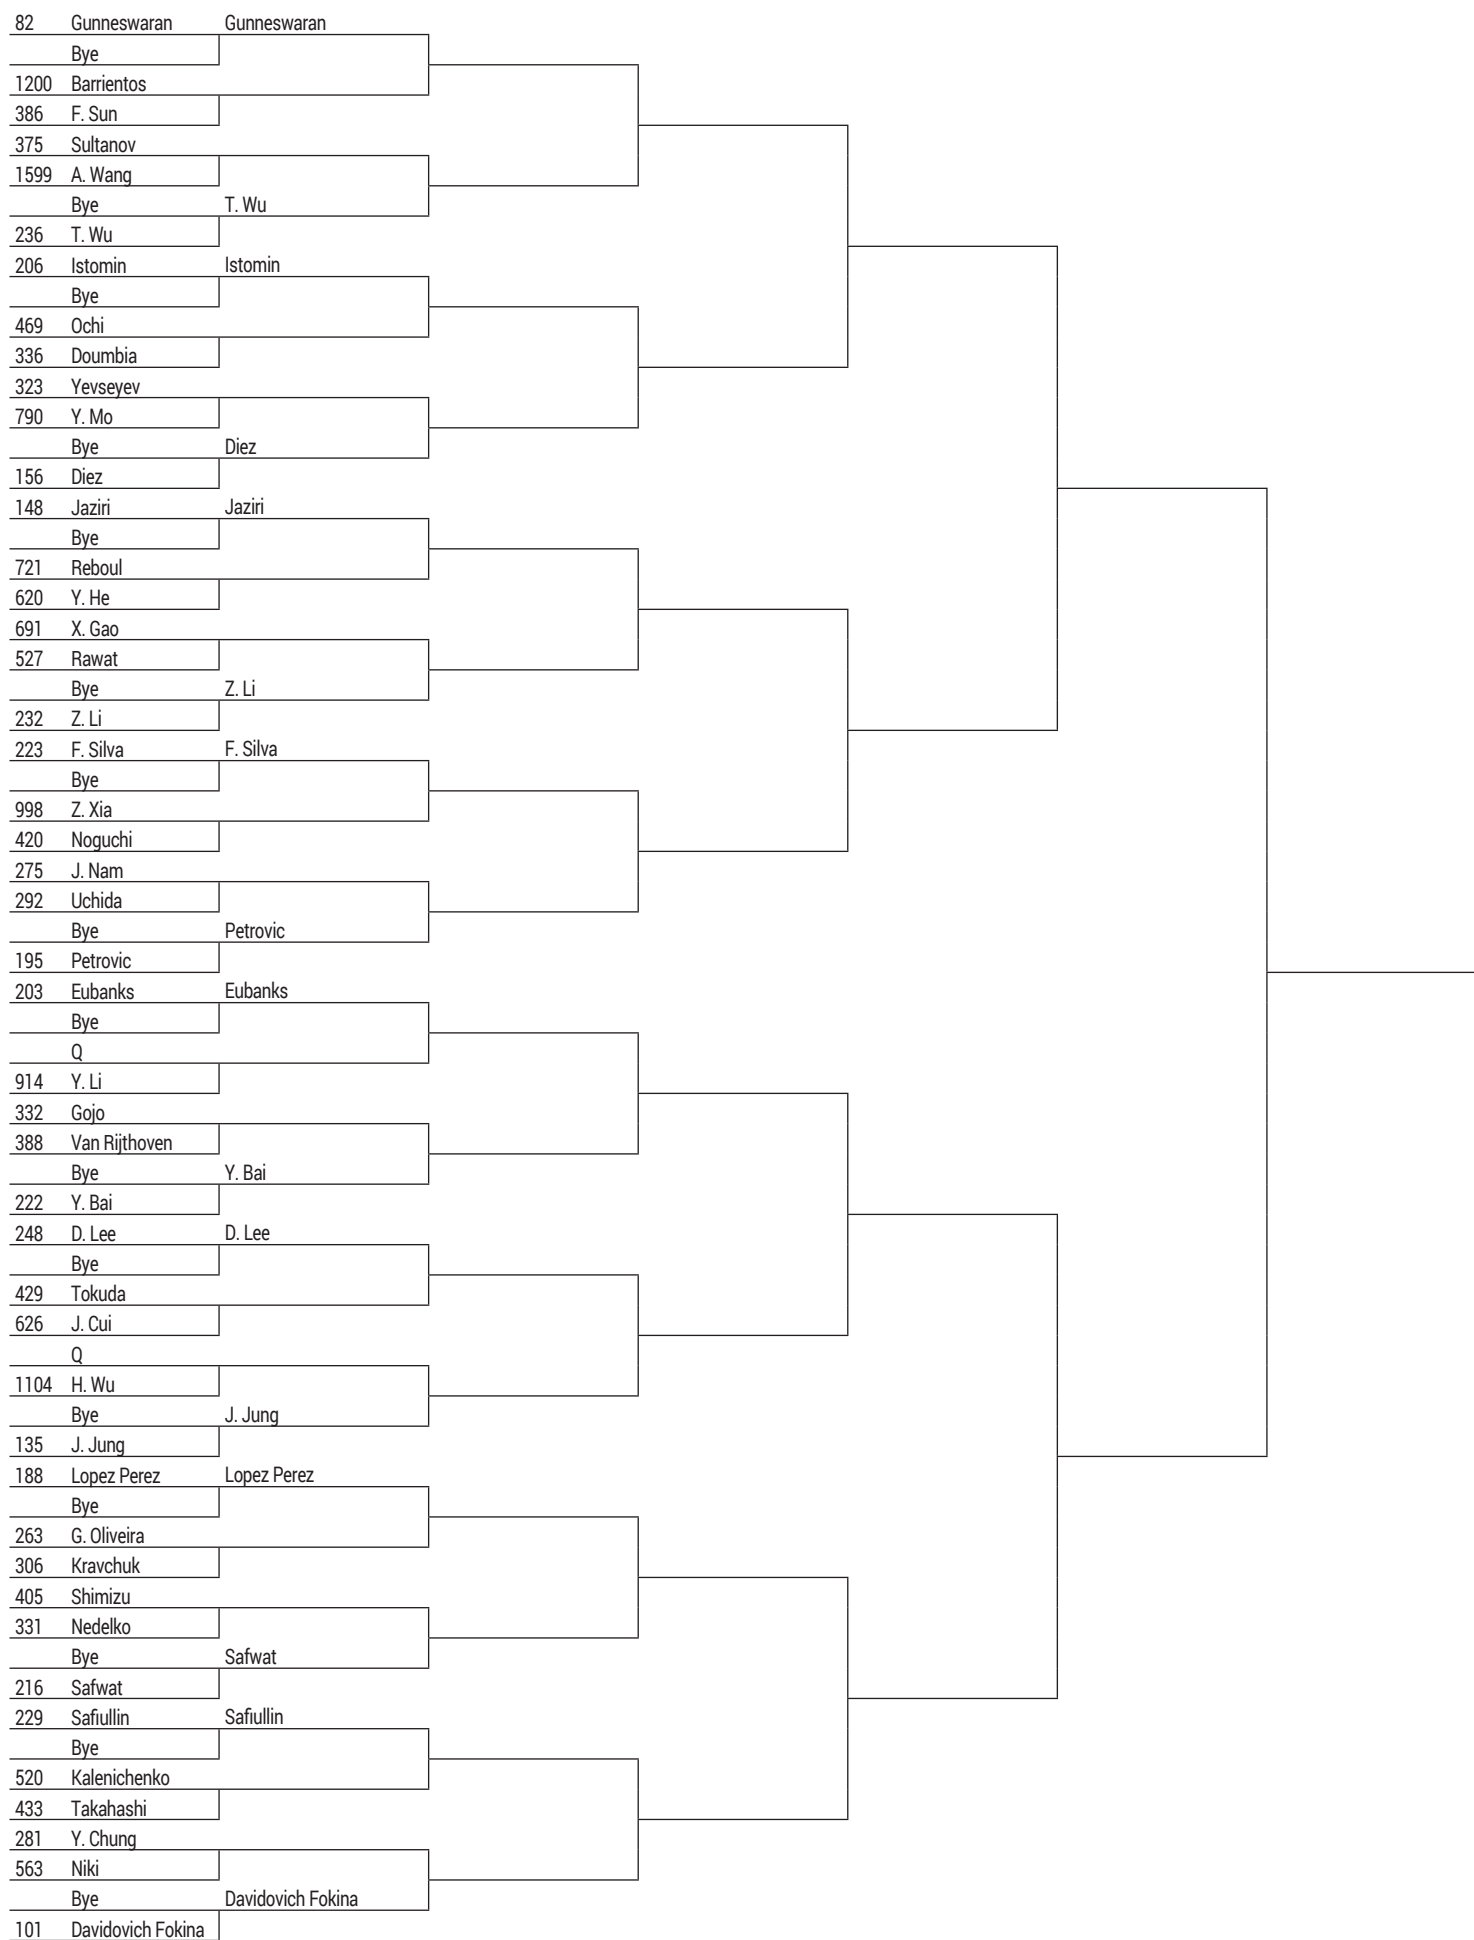 82 Gunneswaran Gunneswaran
Bye
1200 Barrientos
386 F. Sun
375 Sultanov
1599 A. Wang
Bye T. Wu
236 T. Wu
206 Istomin Istomin
Bye
469 Ochi
336 Doumbia
323 Yevseyev
790 Y. Mo
Bye Diez
156 Diez
148 Jaziri Jaziri
Bye
721 Reboul
620 Y. He
691 X. Gao
527 Rawat
Bye Z. Li
232 Z. Li
223 F. Silva F. Silva
Bye
998 Z. Xia
420 Noguchi
275 J. Nam
292 Uchida
Bye Petrovic
195 Petrovic
203 Eubanks Eubanks
Bye
Q
914 Y. Li
332 Gojo
388 Van Rijthoven
Bye Y. Bai
222 Y. Bai
248 D. Lee D. Lee
Bye
429 Tokuda
626 J. Cui
Q
1104 H. Wu
Bye J. Jung
135 J. Jung
188 Lopez Perez Lopez Perez
Bye
263 G. Oliveira
306 Kravchuk
405 Shimizu
331 Nedelko
Bye Safwat
216 Safwat
229 Safiullin Safiullin
Bye
520 Kalenichenko
433 Takahashi
281 Y. Chung
563 Niki
Bye Davidovich Fokina
101 Davidovich Fokina